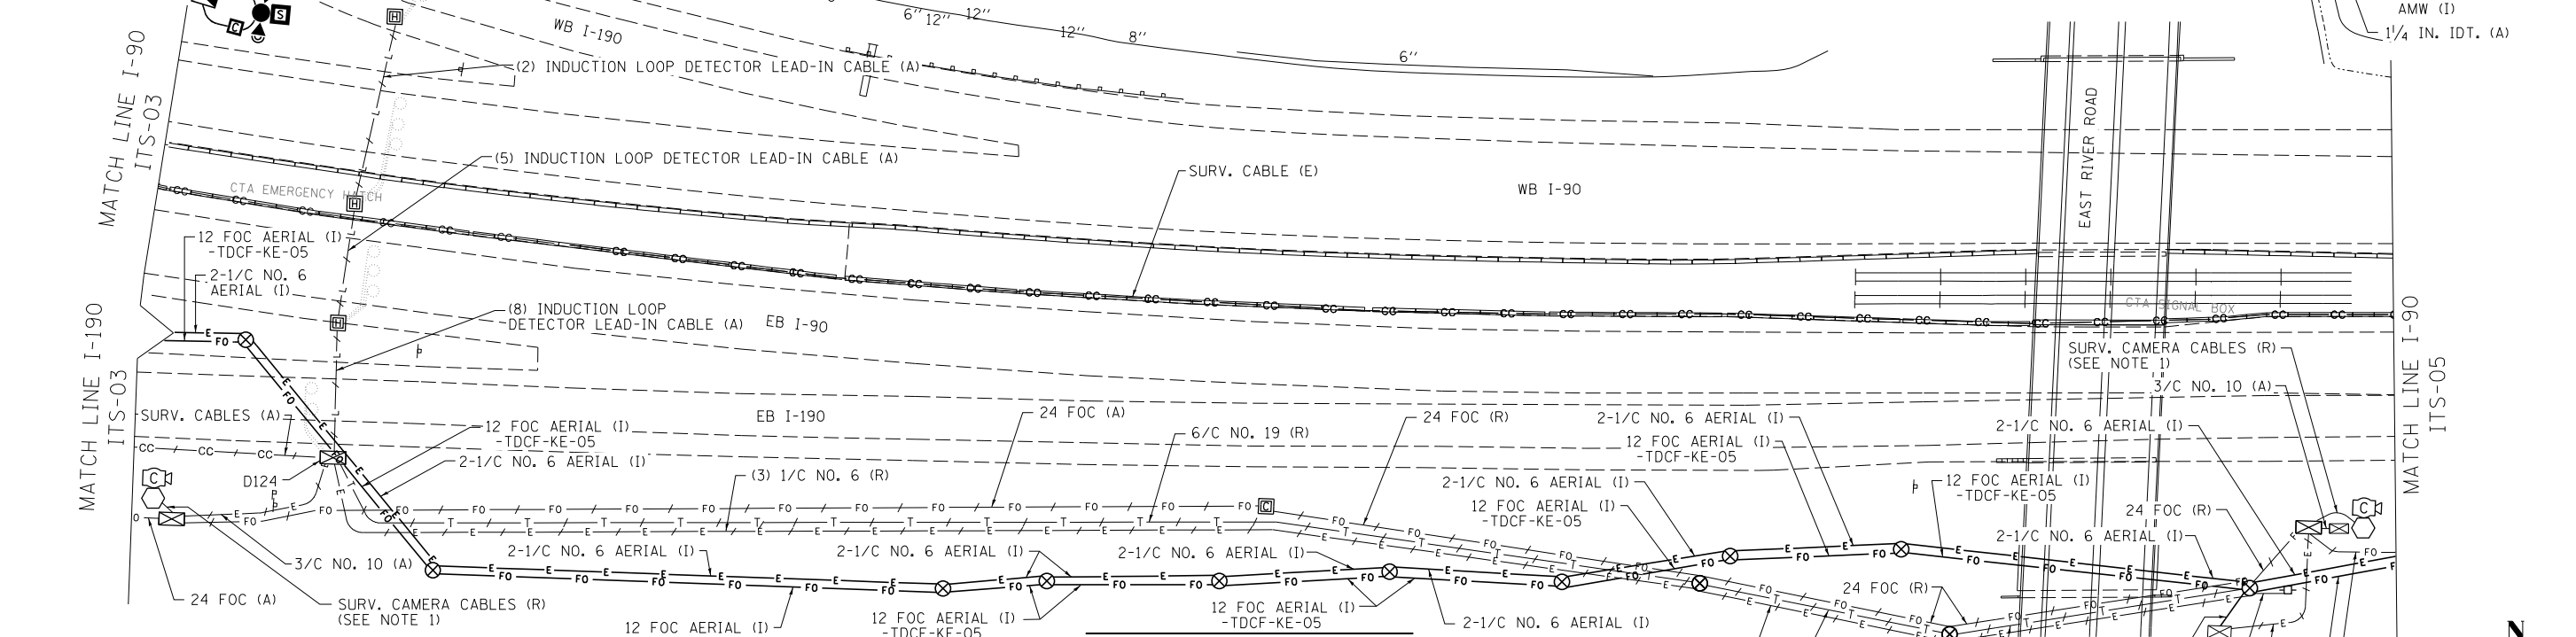 AMW (I)
1 1/4 IN. IDT. (A)
6'' 12'' 12''
12'' 8''
6''
WB I-190
S
C
H
(2) INDUCTION LOOP DETECTOR LEAD-IN CABLE (A)
MATCH LINE I-90
ITS-03
(5) INDUCTION LOOP DETECTOR LEAD-IN CABLE (A)
SURV. CABLE (E)
WB I-90
EAST RIVER ROAD
CTA EMERGENCY HATCH
H
12 FOC AERIAL (I)
-TDCF-KE-05
2-1/C NO. 6
AERIAL (I)
(8) INDUCTION LOOP
DETECTOR LEAD-IN CABLE (A)
EB I-90
H
CTA SIGNAL BOX
MATCH LINE I-190
ITS-03
MATCH LINE I-90
ITS-05
SURV. CAMERA CABLES (R)
(SEE NOTE 1)
3/C NO. 10 (A)
SURV. CABLES (A)
EB I-190
24 FOC (A)
24 FOC (R)
2-1/C NO. 6 AERIAL (I)
2-1/C NO. 6 AERIAL (I)
12 FOC AERIAL (I)
-TDCF-KE-05
6/C NO. 19 (R)
12 FOC AERIAL (I)
-TDCF-KE-05
2-1/C NO. 6 AERIAL (I)
(3) 1/C NO. 6 (R)
D124
C
2-1/C NO. 6 AERIAL (I)
12 FOC AERIAL (I)
-TDCF-KE-05
12 FOC AERIAL (I)
-TDCF-KE-05
24 FOC (R)
C
C
2-1/C NO. 6 AERIAL (I)
2-1/C NO. 6 AERIAL (I)
2-1/C NO. 6 AERIAL (I)
2-1/C NO. 6 AERIAL (I)
3/C NO. 10 (A)
24 FOC (R)
24 FOC (A)
SURV. CAMERA CABLES (R)
(SEE NOTE 1)
12 FOC AERIAL (I)
12 FOC AERIAL (I)
-TDCF-KE-05
12 FOC AERIAL (I)
-TDCF-KE-05
2-1/C NO. 6 AERIAL (I)
N